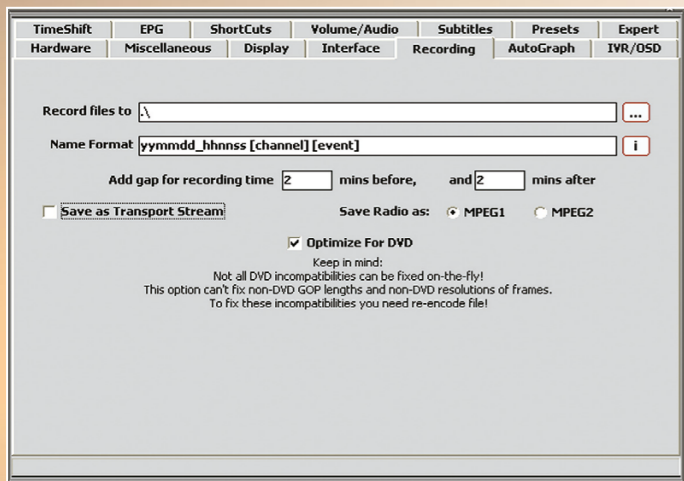 TimeShift EPG ShortCuts Volume/Audio Subtitles Presets Expert
Hardware Miscellaneous Display Interface Recording AutoGraph IVR/OSD
Record files to .\ ...
Name Format yymmdd_hhnnss [channel] [event] i
Add gap for recording time 2 mins before, and 2 mins after
Save as Transport Stream Save Radio as: MPEG1 MPEG2
Optimize For DVD
Keep in mind:
Not all DVD incompatibilities can be fixed on-the-fly!
This option can't fix non-DVD GOP lengths and non-DVD resolutions of frames.
To fix these incompatibilities you need re-encode file!